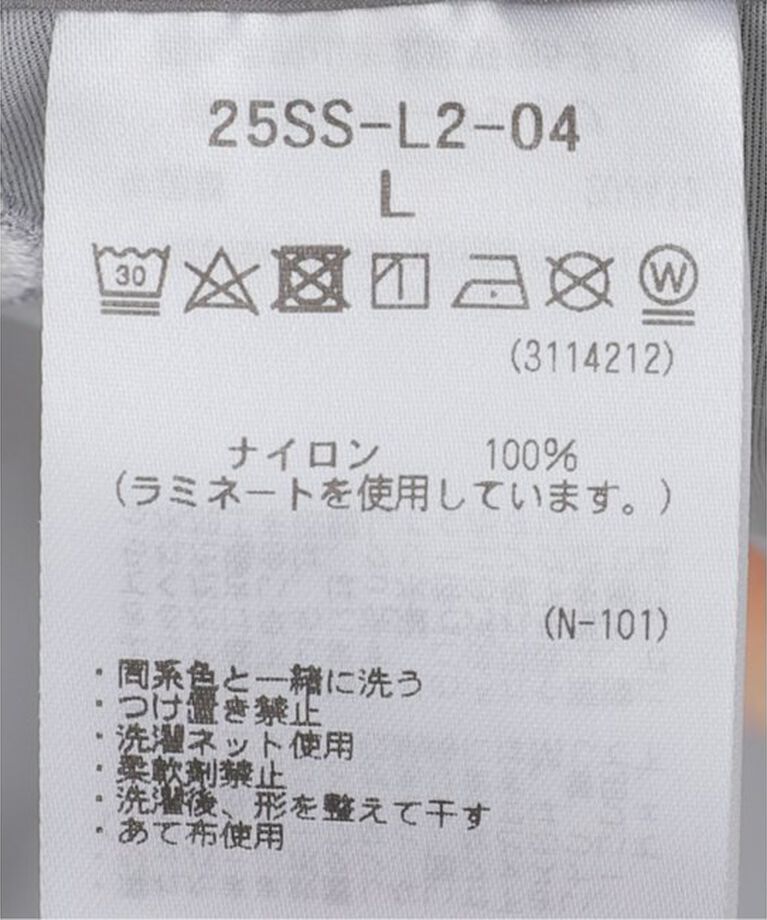 25SS-L2-04
L
30
W
(3114212)
ナイロン 100%
(ラミネートを使用しています。)
(N-101)
・同系色と一緒に洗う
・つけ置き禁止
・洗濯ネット使用
・柔軟剤禁止
・洗濯後、形を整えて干す
・あて布使用